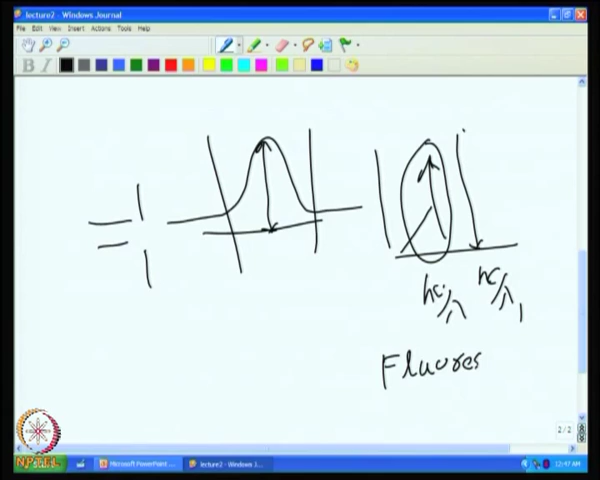 lecture2 - Windows Journal
File Edit View Insert Actions Tools Help
B I
hc/λ hc/λ1
Fluores
2/2
NPTEL
Microsoft PowerPoint ... lecture2 - Windows J... 12:47 AM